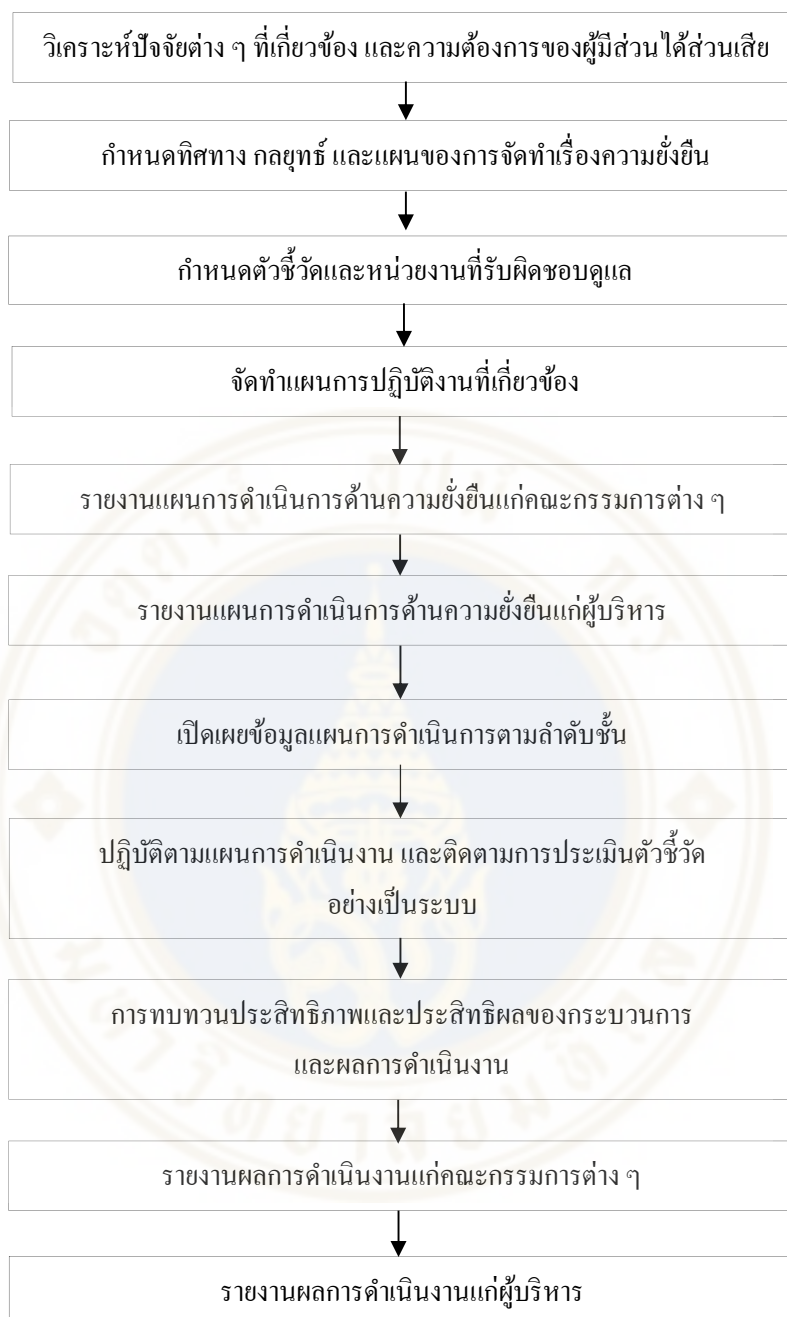 วิเคราะห์ปัจจัยต่าง ๆ ที่เกี่ยวข้อง และความต้องการของผู้มีส่วนได้ส่วนเสีย
กำหนดทิศทาง กลยุทธ์ และแผนของการจัดทำเรื่องความยั่งยืน
กำหนดตัวชี้วัดและหน่วยงานที่รับผิดชอบดูแล
จัดทำแผนการปฏิบัติงานที่เกี่ยวข้อง
รายงานแผนการดำเนินการด้านความยั่งยืนแก่คณะกรรมการต่าง ๆ
รายงานแผนการดำเนินการด้านความยั่งยืนแก่ผู้บริหาร
เปิดเผยข้อมูลแผนการดำเนินการตามลำดับชั้น
ปฏิบัติตามแผนการดำเนินงาน และติดตามการประเมินตัวชี้วัด
อย่างเป็นระบบ
การทบทวนประสิทธิภาพและประสิทธิผลของกระบวนการ
และผลการดำเนินงาน
รายงานผลการดำเนินงานแก่คณะกรรมการต่าง ๆ
รายงานผลการดำเนินงานแก่ผู้บริหาร
มหาวิทยาลัยมหิดล